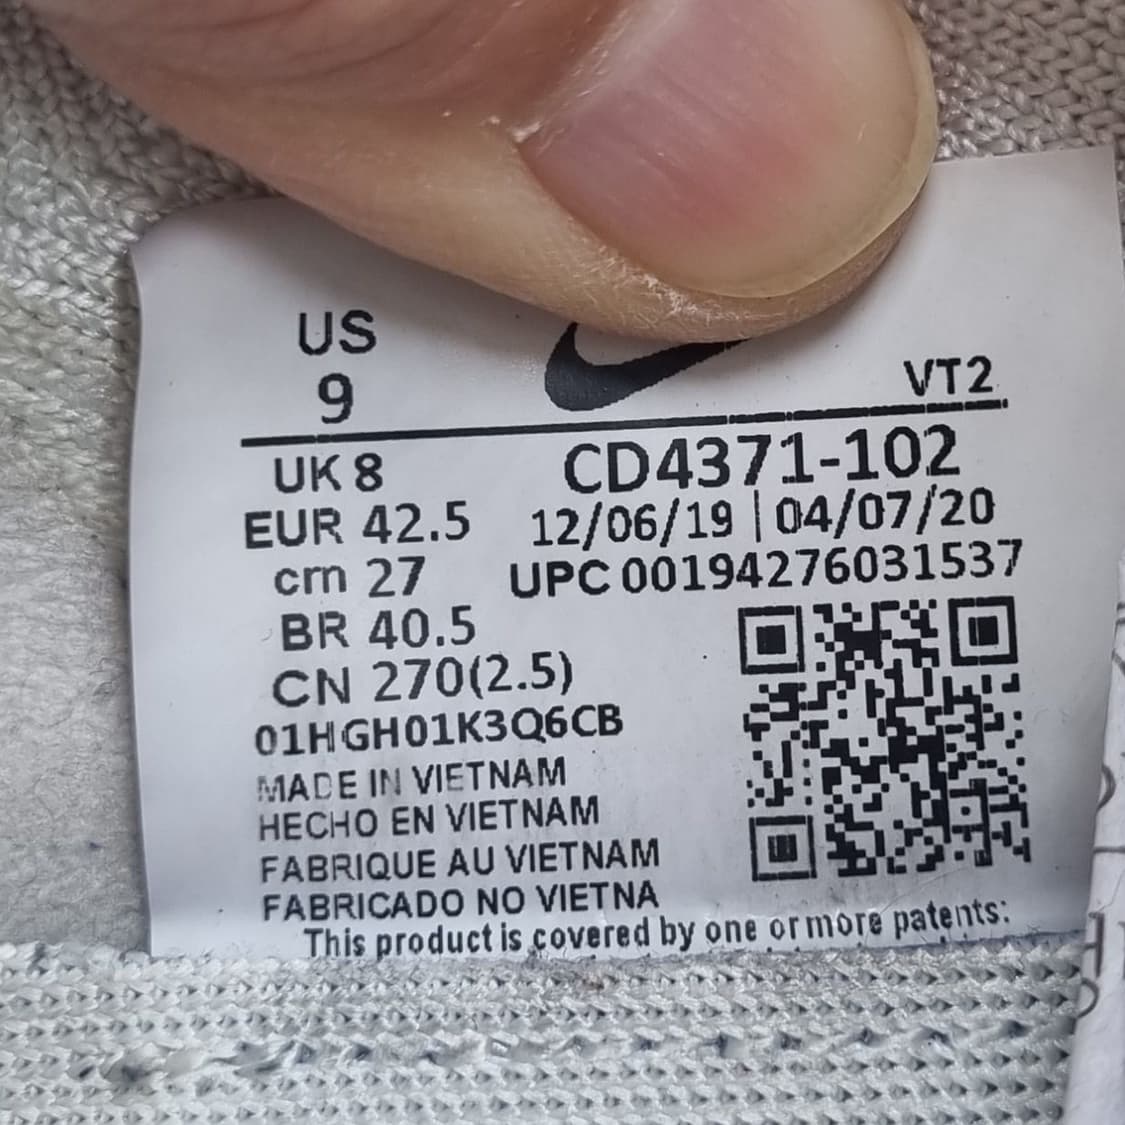 US
9
VT2
UK 8
CD4371-102
EUR 42.5
12/06/19 | 04/07/20
cm 27
UPC 00194276031537
BR 40.5
CN 270(2.5)
01HGH01K3Q6CB
MADE IN VIETNAM
HECHO EN VIETNAM
FABRIQUE AU VIETNAM
FABRICADO NO VIETNA
This product is covered by one or more patents: